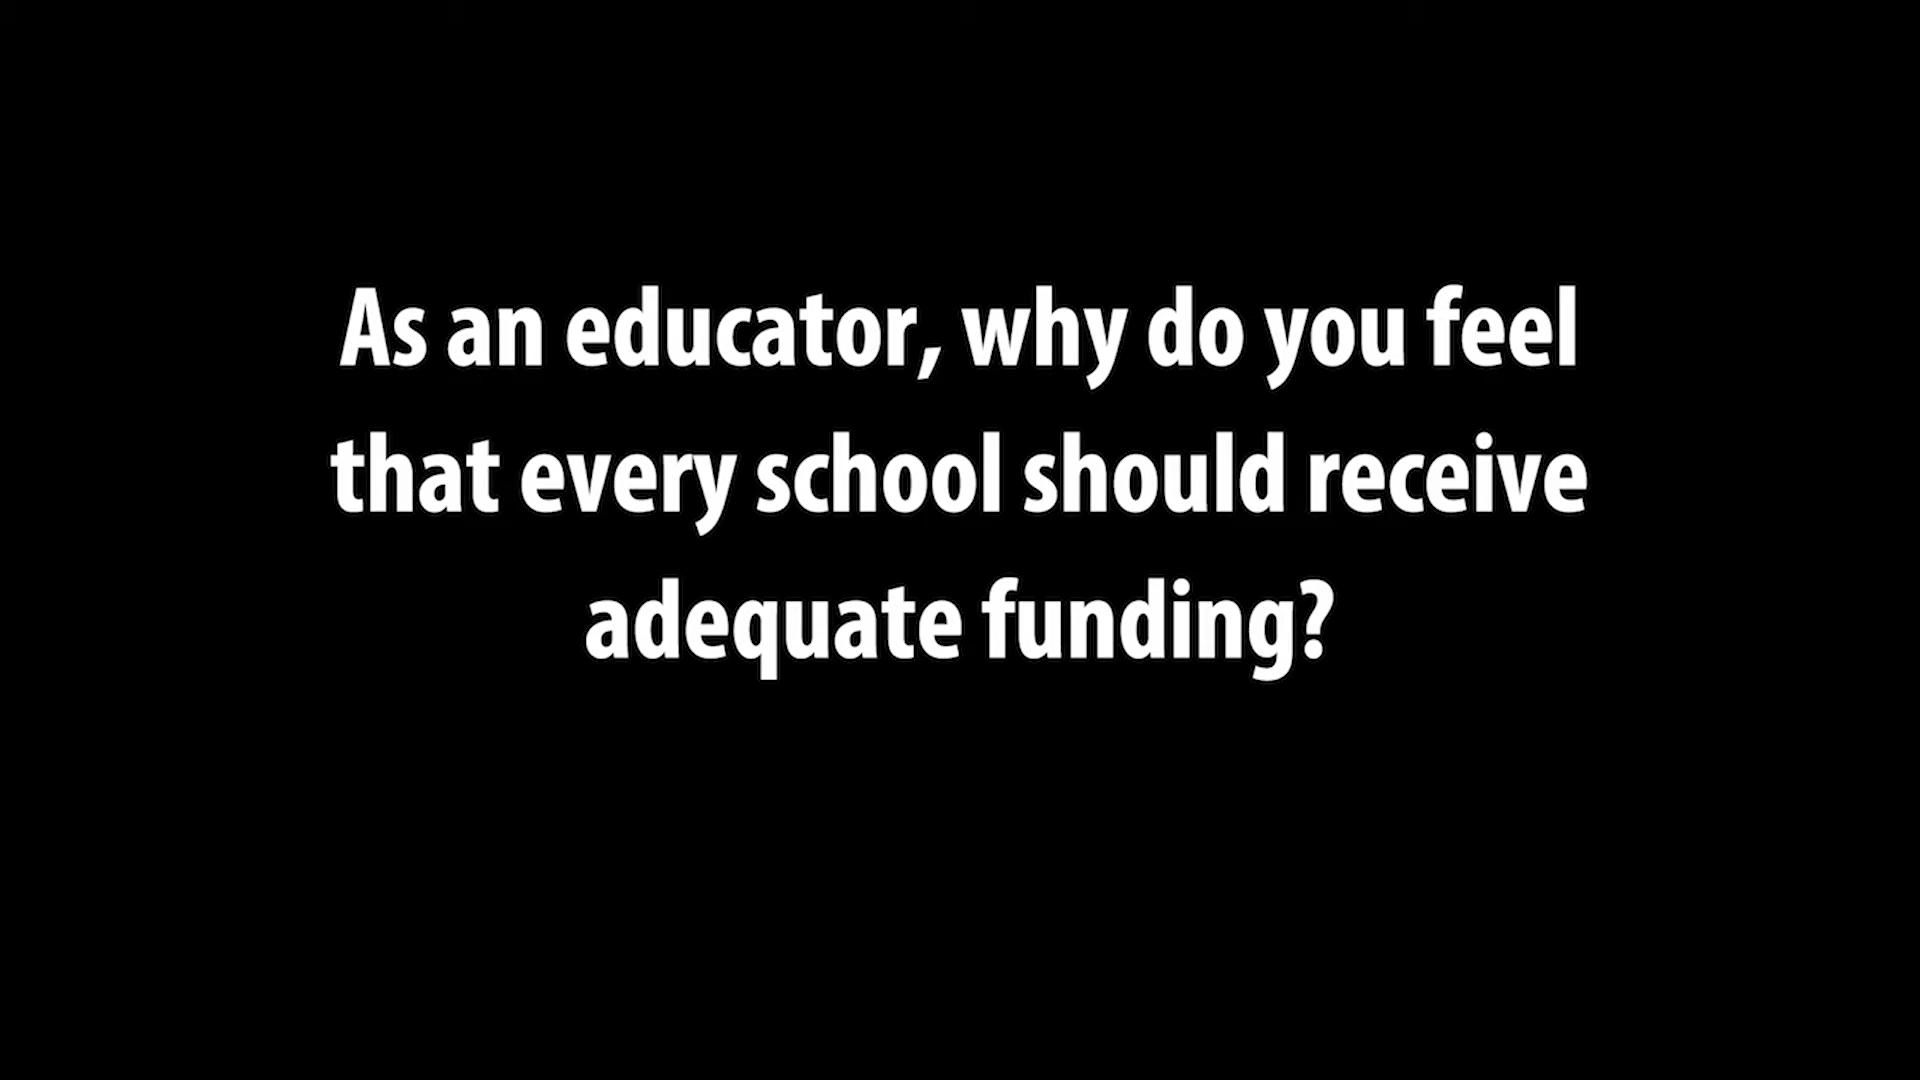 As an educator, why do you feel
that every school should receive
adequate funding?